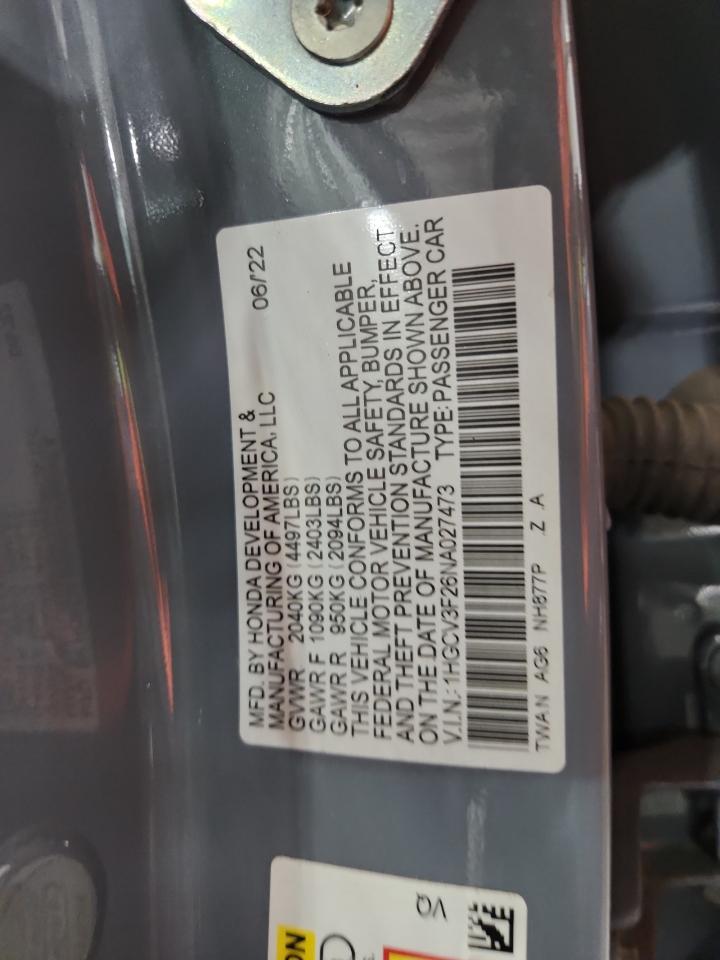 MFD. BY HONDA DEVELOPMENT &
MANUFACTURING OF AMERICA, LLC 06/22
GVWR 2040KG (4497LBS)
GAWR F 1090KG (2403LBS)
GAWR R 950KG (2094LBS)
THIS VEHICLE CONFORMS TO ALL APPLICABLE
FEDERAL MOTOR VEHICLE SAFETY, BUMPER,
AND THEFT PREVENTION STANDARDS IN EFFECT
ON THE DATE OF MANUFACTURE SHOWN ABOVE.
V.I.N.: 1HGCV3F26NA027473 TYPE: PASSENGER CAR
TWAN AG6 NH877P .Z .A
VQ